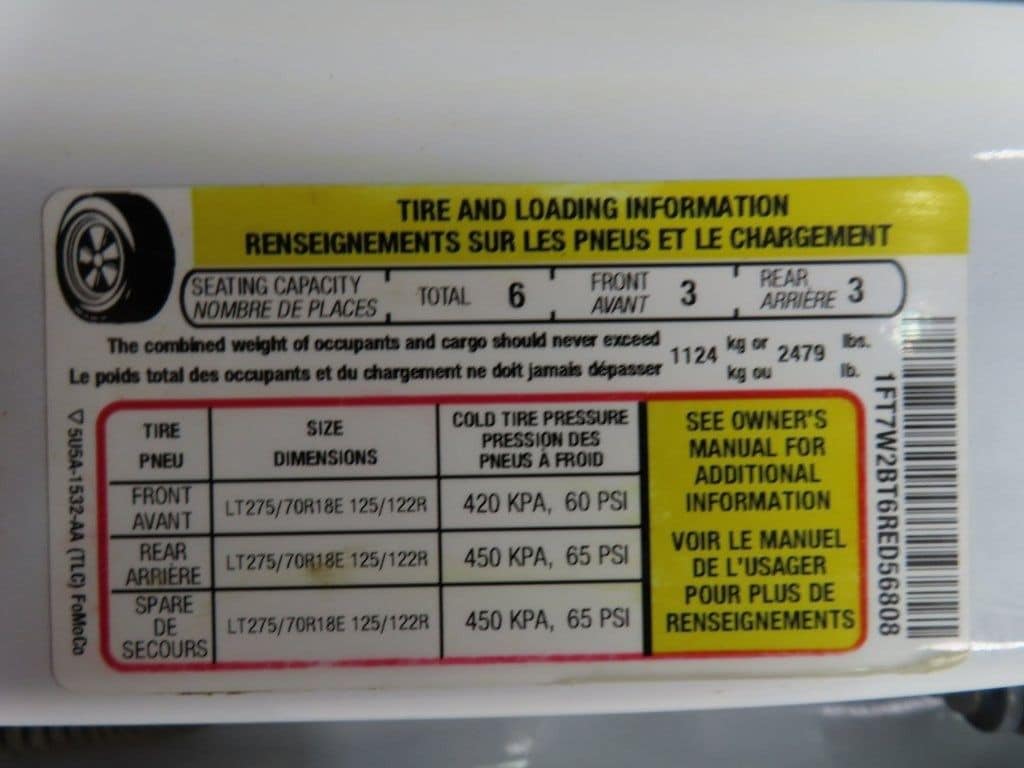 TIRE AND LOADING INFORMATION
RENSEIGNEMENTS SUR LES PNEUS ET LE CHARGEMENT
SEATING CAPACITY TOTAL 6 FRONT 3 REAR 3
NOMBRE DE PLACES AVANT ARRIÈRE
The combined weight of occupants and cargo should never exceed 1124 kg or 2479 lbs.
Le poids total des occupants et du chargement ne doit jamais dépasser kg ou lb.
TIRE SIZE COLD TIRE PRESSURE
PNEU DIMENSIONS PRESSION DES
PNEUS À FROID
FRONT
AVANT LT275/70R18E 125/122R 420 KPA, 60 PSI
REAR
ARRIÈRE LT275/70R18E 125/122R 450 KPA, 65 PSI
SPARE
DE
SECOURS LT275/70R18E 125/122R 450 KPA, 65 PSI
SEE OWNER'S
MANUAL FOR
ADDITIONAL
INFORMATION
VOIR LE MANUEL
DE L'USAGER
POUR PLUS DE
RENSEIGNEMENTS
5U5A-1532-AA (TLC) FoMoCo
1FT7W2BT6RED56808